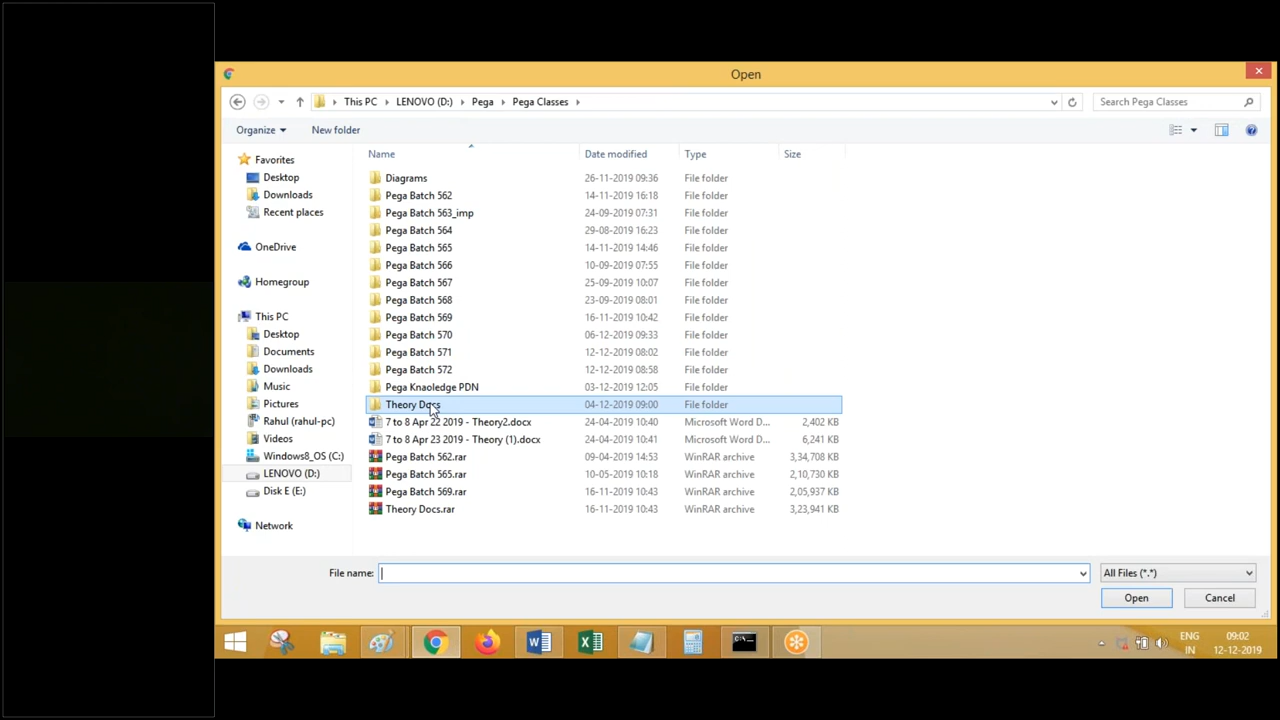 Open
This PC LENOVO (D:) Pega Pega Classes Search Pega Classes
Organize New folder
Name Date modified Type Size
Favorites
Desktop
Downloads
Recent places
OneDrive
Homegroup
This PC
Desktop
Documents
Downloads
Music
Pictures
Rahul (rahul-pc)
Videos
Windows8_OS (C:)
LENOVO (D:)
Disk E (E:)
Network
Diagrams 26-11-2019 09:36 File folder
Pega Batch 562 14-11-2019 16:18 File folder
Pega Batch 563_imp 24-09-2019 07:31 File folder
Pega Batch 564 29-08-2019 16:23 File folder
Pega Batch 565 14-11-2019 14:46 File folder
Pega Batch 566 10-09-2019 07:55 File folder
Pega Batch 567 25-09-2019 10:07 File folder
Pega Batch 568 23-09-2019 08:01 File folder
Pega Batch 569 16-11-2019 10:42 File folder
Pega Batch 570 06-12-2019 09:33 File folder
Pega Batch 571 12-12-2019 08:02 File folder
Pega Batch 572 12-12-2019 08:58 File folder
Pega Knaoledge PDN 03-12-2019 12:05 File folder
Theory Docs 04-12-2019 09:00 File folder
7 to 8 Apr 22 2019 - Theory2.docx 24-04-2019 10:40 Microsoft Word D... 2,402 KB
7 to 8 Apr 23 2019 - Theory (1).docx 24-04-2019 10:41 Microsoft Word D... 6,241 KB
Pega Batch 562.rar 09-04-2019 14:53 WinRAR archive 3,34,708 KB
Pega Batch 565.rar 10-05-2019 10:18 WinRAR archive 2,10,730 KB
Pega Batch 569.rar 16-11-2019 10:43 WinRAR archive 2,05,937 KB
Theory Docs.rar 16-11-2019 10:43 WinRAR archive 3,23,941 KB
File name: All Files (*.*)
Open Cancel
ENG 09:02
IN 12-12-2019